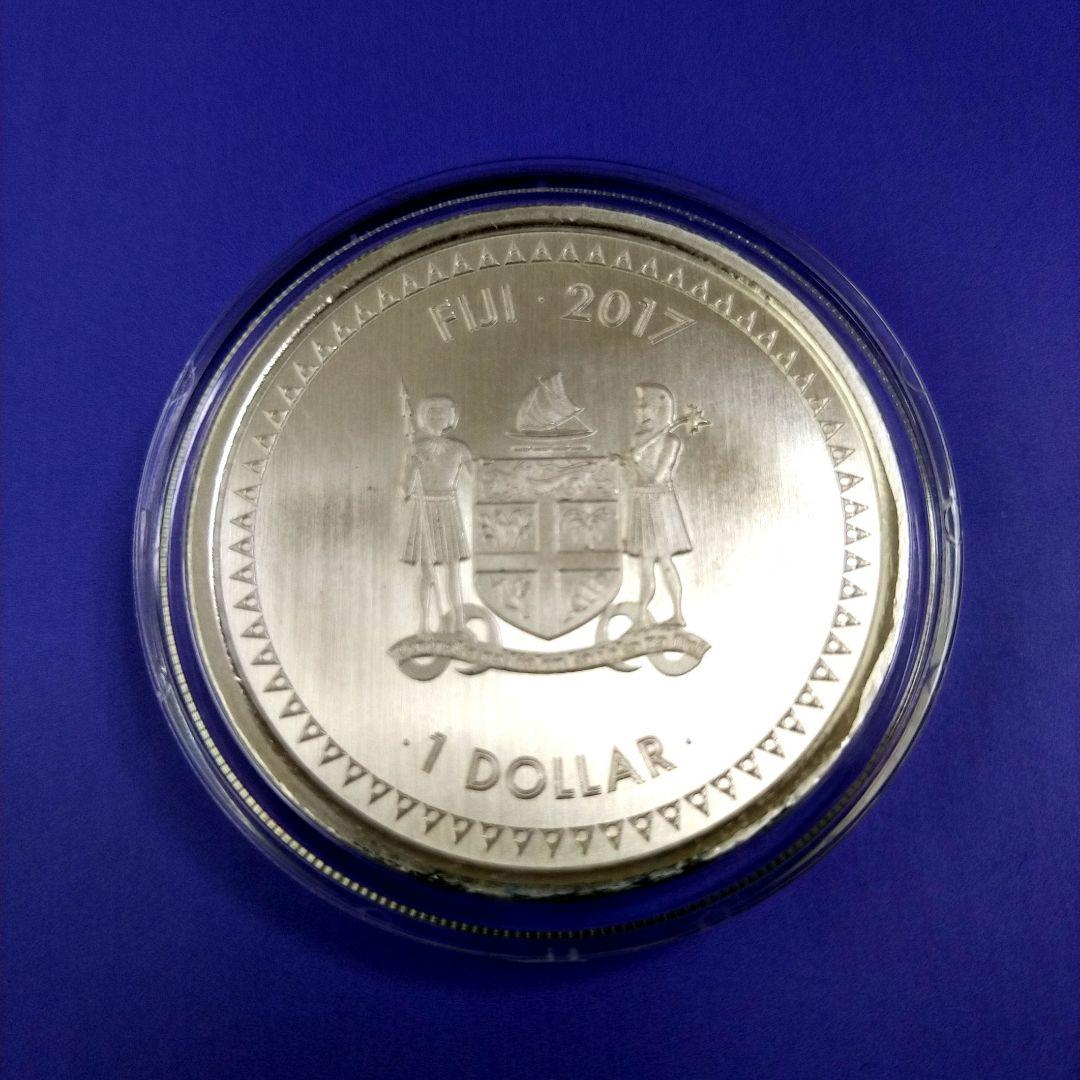 FIJI · 2017
· 1 DOLLAR ·